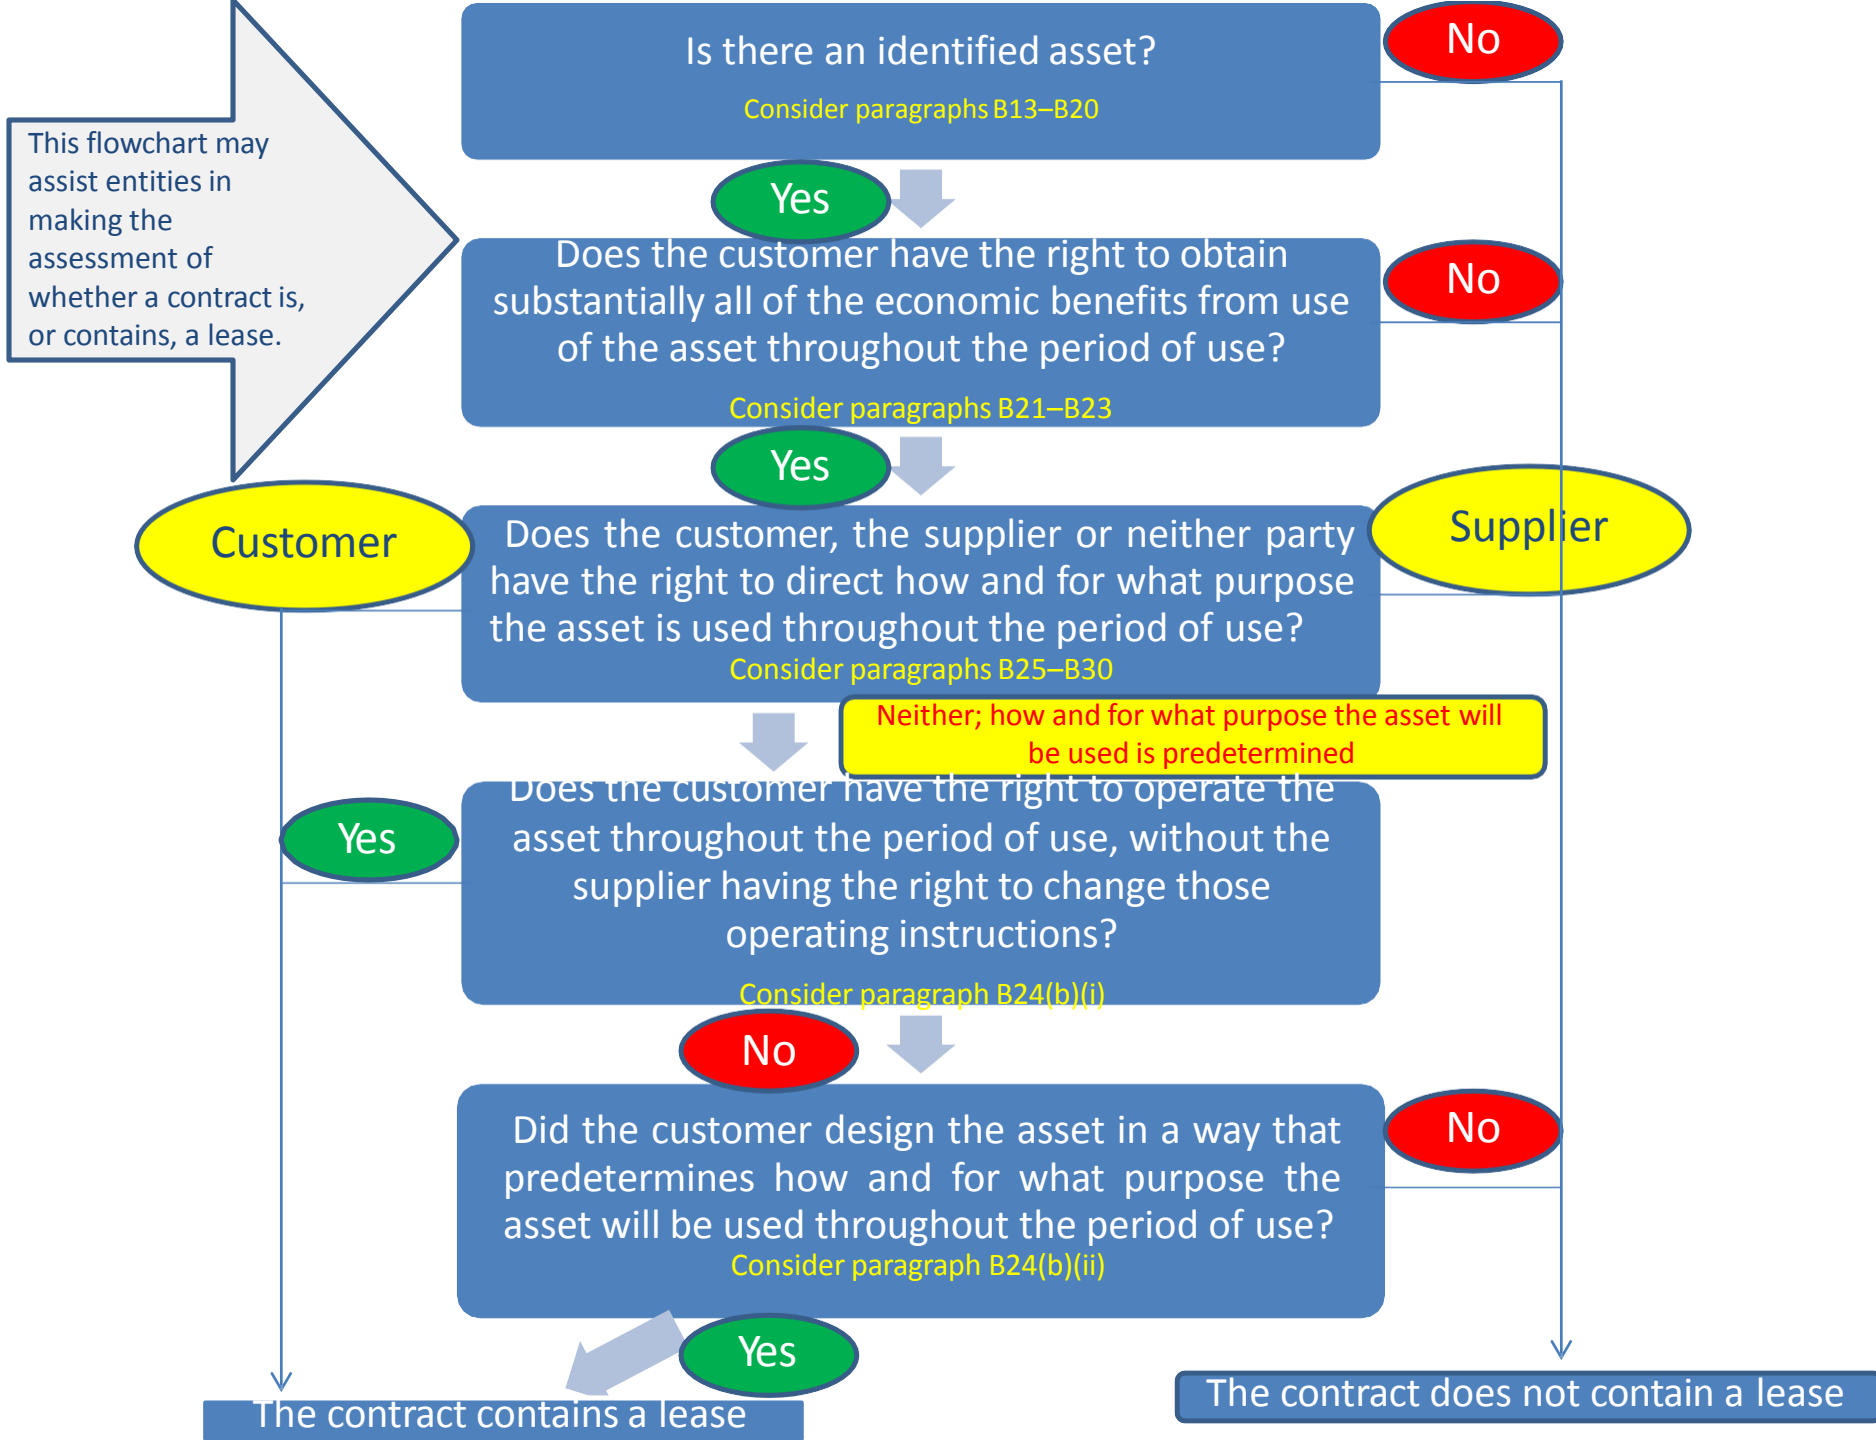 Is there an identified asset?
No
Consider paragraphs B13–B20
This flowchart may
assist entities in
making the
assessment of
whether a contract is,
or contains, a lease.
Yes
Does the customer have the right to obtain
substantially all of the economic benefits from use
of the asset throughout the period of use?
No
Consider paragraphs B21–B23
Yes
Customer
Does the customer, the supplier or neither party
have the right to direct how and for what purpose
the asset is used throughout the period of use?
Supplier
Consider paragraphs B25–B30
Neither; how and for what purpose the asset will
be used is predetermined
Does the customer have the right to operate the
asset throughout the period of use, without the
supplier having the right to change those
operating instructions?
Yes
Consider paragraph B24(b)(i)
No
Did the customer design the asset in a way that
predetermines how and for what purpose the
asset will be used throughout the period of use?
No
Consider paragraph B24(b)(ii)
Yes
The contract contains a lease
The contract does not contain a lease